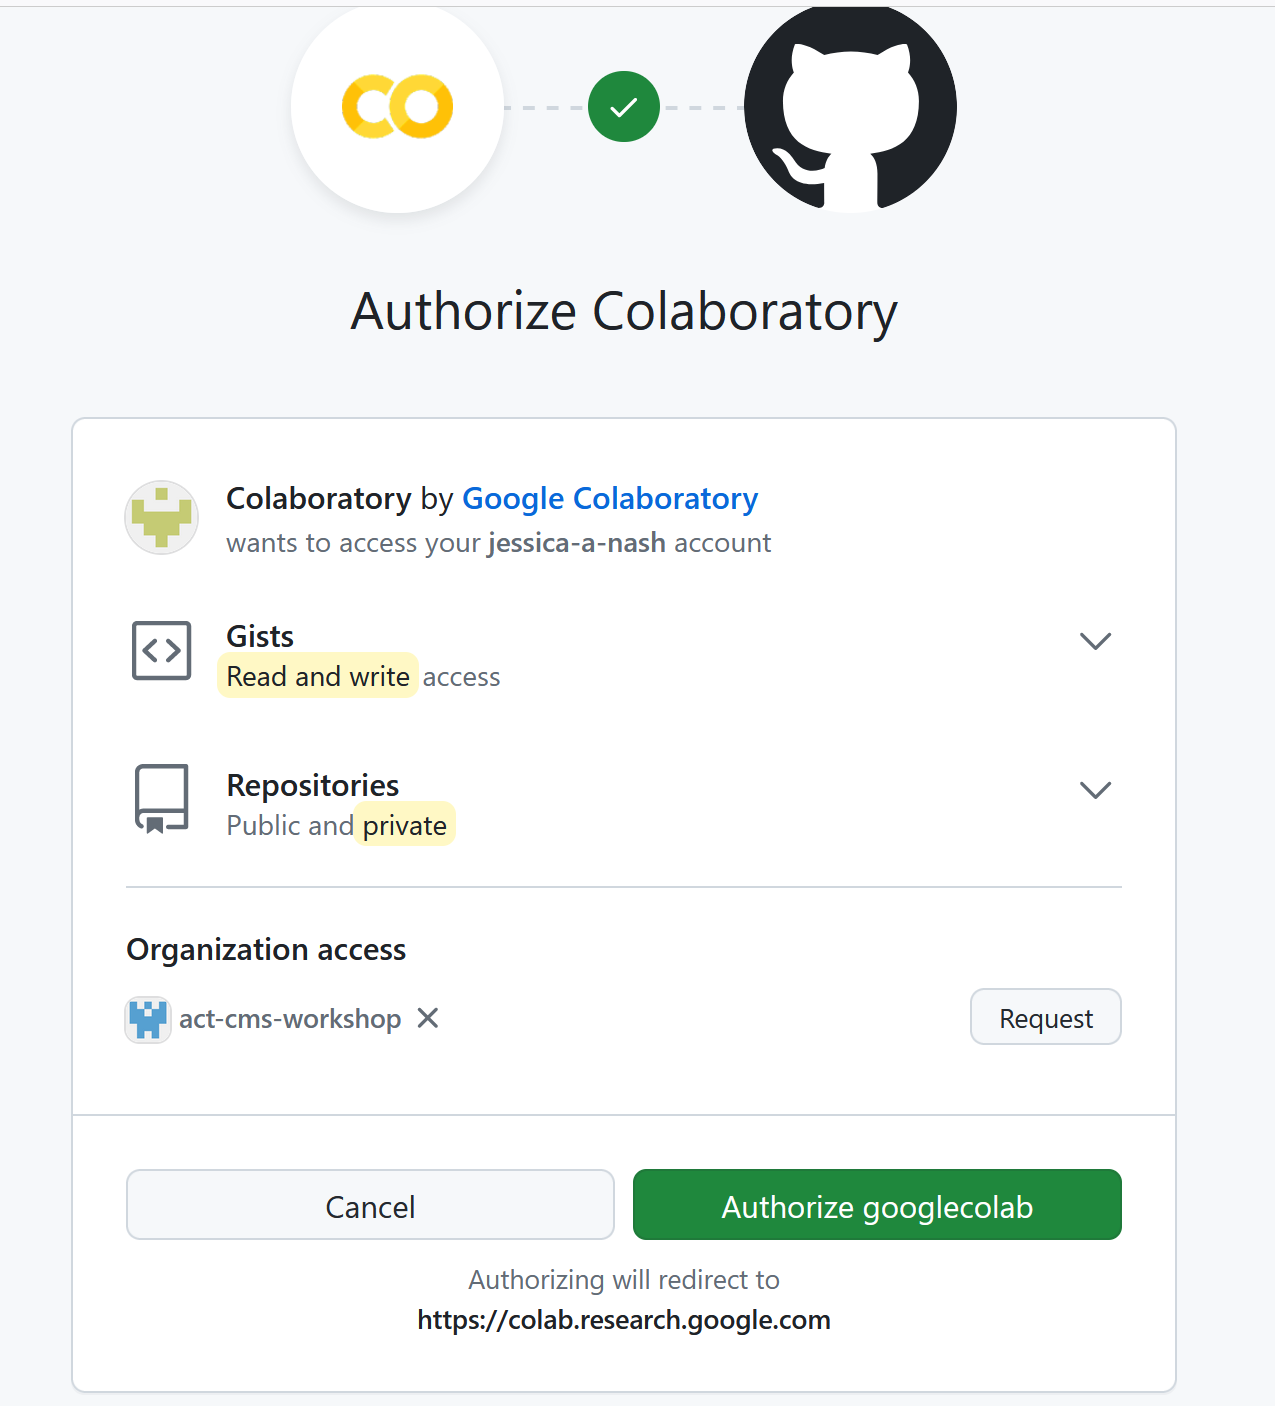 Authorize Colaboratory
Colaboratory by Google Colaboratory
wants to access your jessica-a-nash account
Gists
Read and write access
Repositories
Public and private
Organization access
act-cms-workshop
Request
Cancel
Authorize googlecolab
Authorizing will redirect to
https://colab.research.google.com